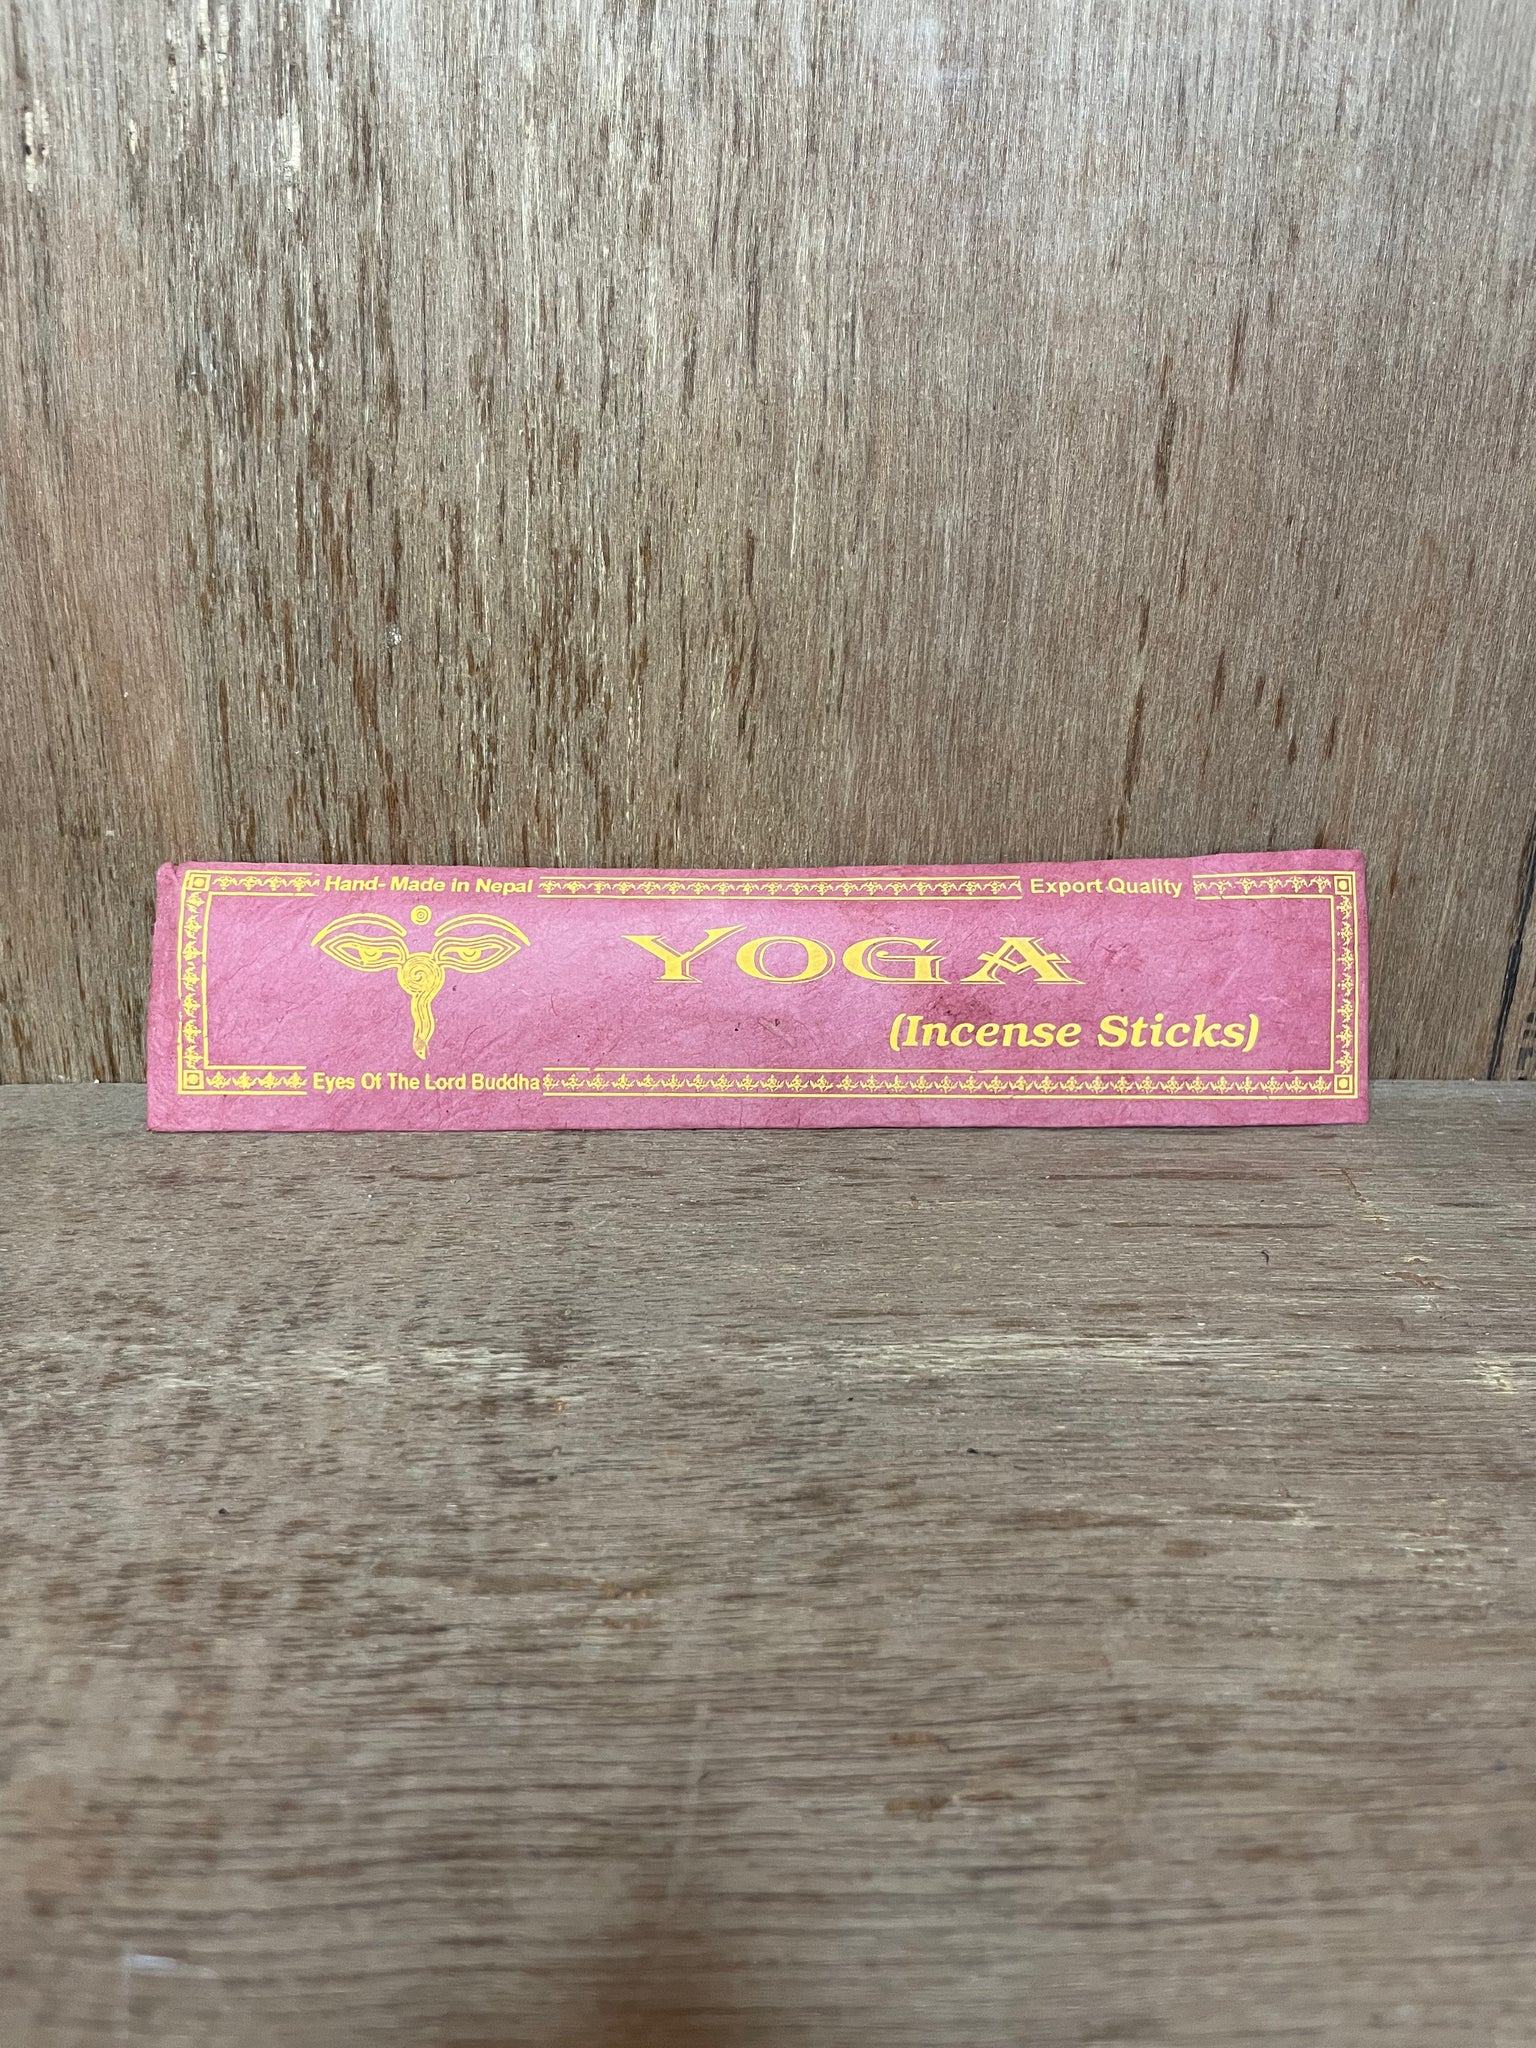 Hand- Made in Nepal
Export Quality
YOGA
(Incense Sticks)
Eyes Of The Lord Buddha